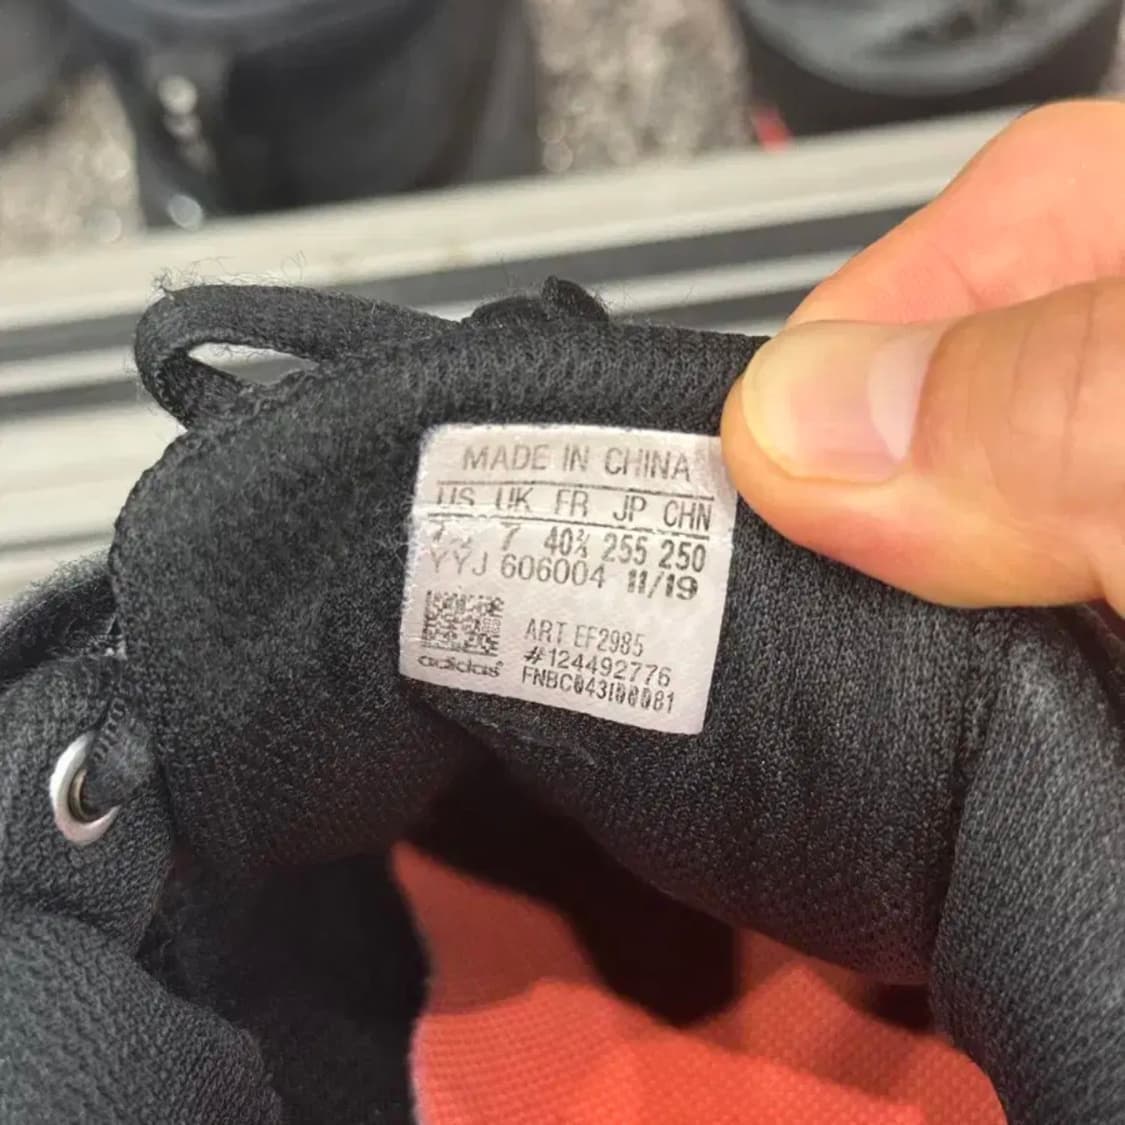 MADE IN CHINA
US UK FR JP CHN
7 40⅔ 255 250
YYJ 606004 11/19
ART EF2985
#124492776
FNBC043I00081
adidas